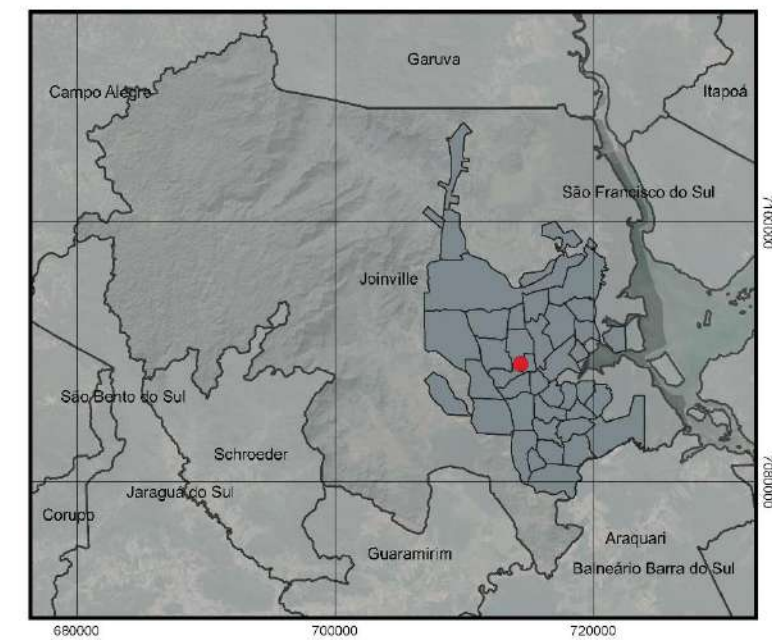 Garuva
Campo Alegre
Itapoá
São Francisco do Sul
7100000
Joinville
São Bento do Sul
Schroeder
7080000
Jaraguá do Sul
Corupo
Araquari
Guaramirim
Balneário Barra do Sul
680000
700000
720000